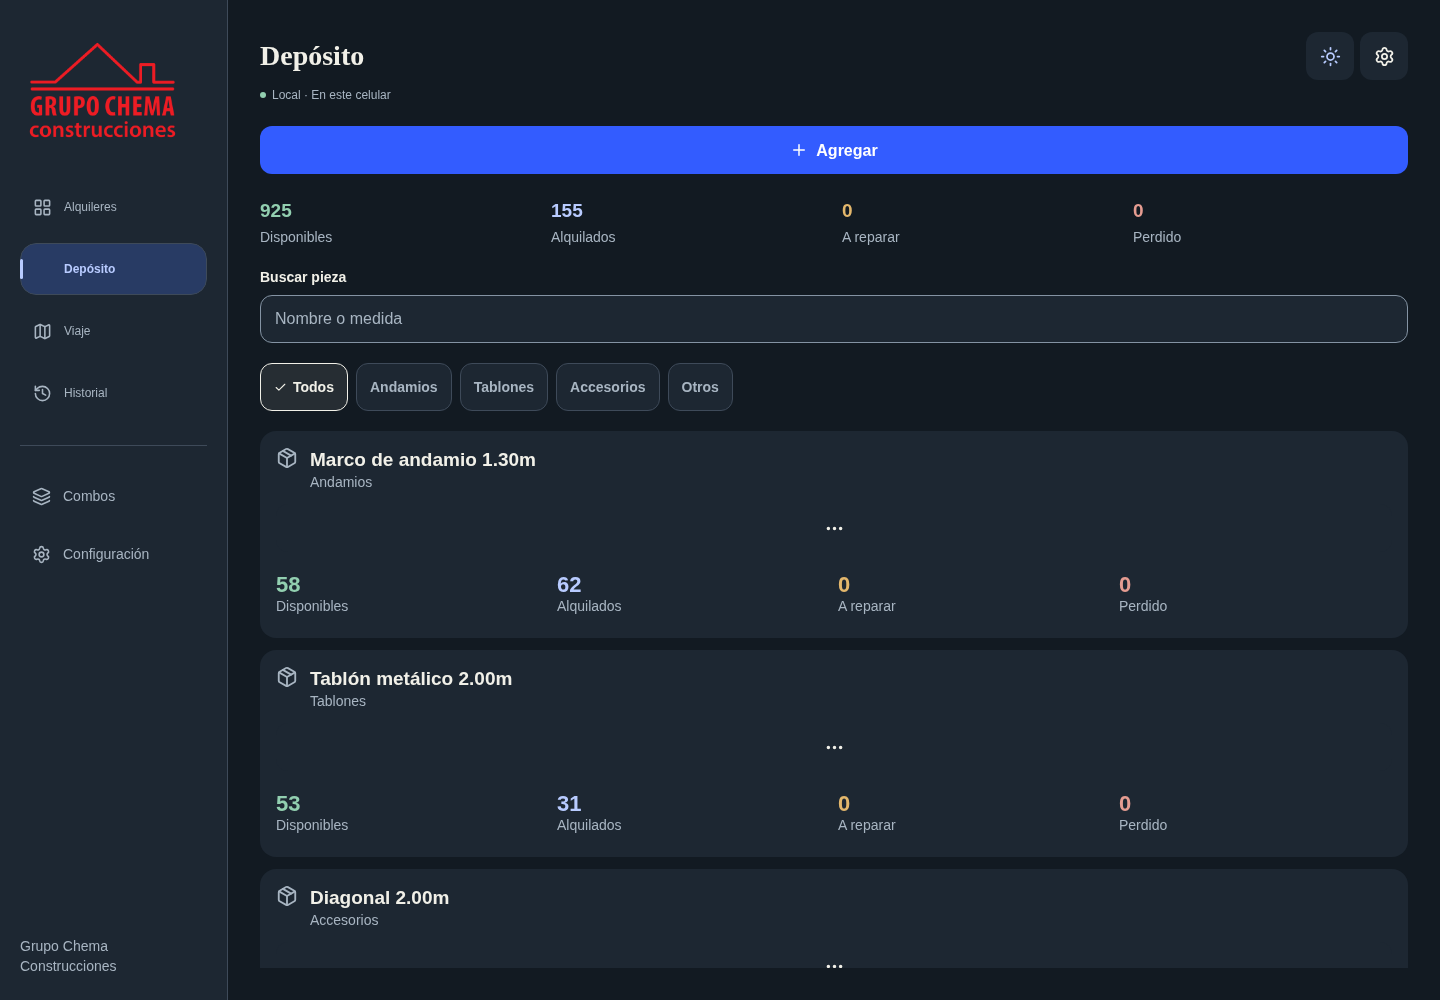 GRUPO CHEMA
construcciones
Alquileres
Depósito
Viaje
Historial
Combos
Configuración
Grupo Chema
Construcciones
Depósito
Local · En este celular
Agregar
925
155
0
0
Disponibles
Alquilados
A reparar
Perdido
Buscar pieza
Nombre o medida
Todos
Andamios
Tablones
Accesorios
Otros
Marco de andamio 1.30m
Andamios
58
62
0
0
Disponibles
Alquilados
A reparar
Perdido
Tablón metálico 2.00m
Tablones
53
31
0
0
Disponibles
Alquilados
A reparar
Perdido
Diagonal 2.00m
Accesorios